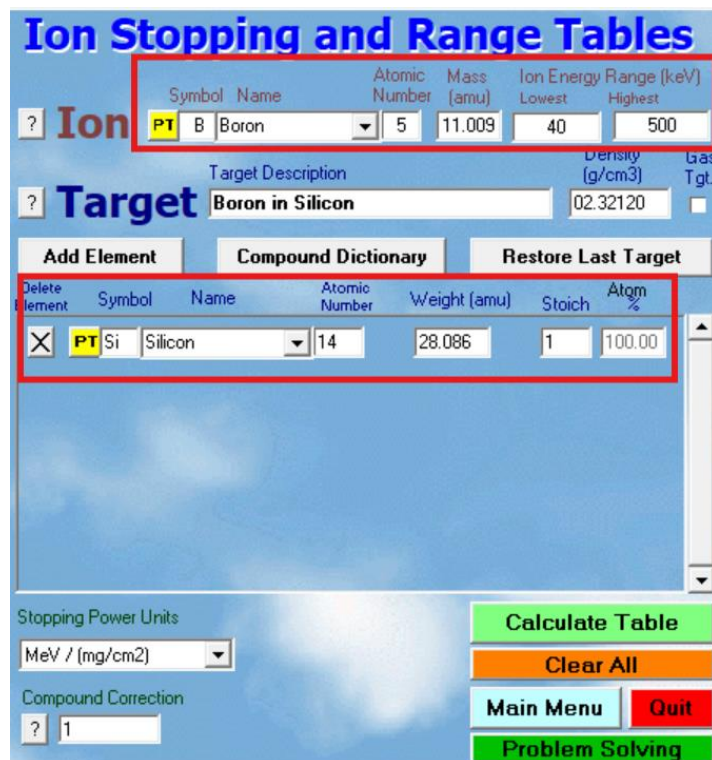 Ion Stopping and Range Tables
Symbol Name Atomic Number Mass (amu) Ion Energy Range (keV) Lowest Highest
? Ion PT B Boron 5 11.009 40 500
Target Description Density (g/cm3) Gas Tgt.
? Target Boron in Silicon 02.32120
Add Element Compound Dictionary Restore Last Target
Delete Element Symbol Name Atomic Number Weight (amu) Stoich Atom %
X PT Si Silicon 14 28.086 1 100.00
Stopping Power Units
MeV / (mg/cm2)
Calculate Table
Clear All
Compound Correction
? 1
Main Menu Quit
Problem Solving